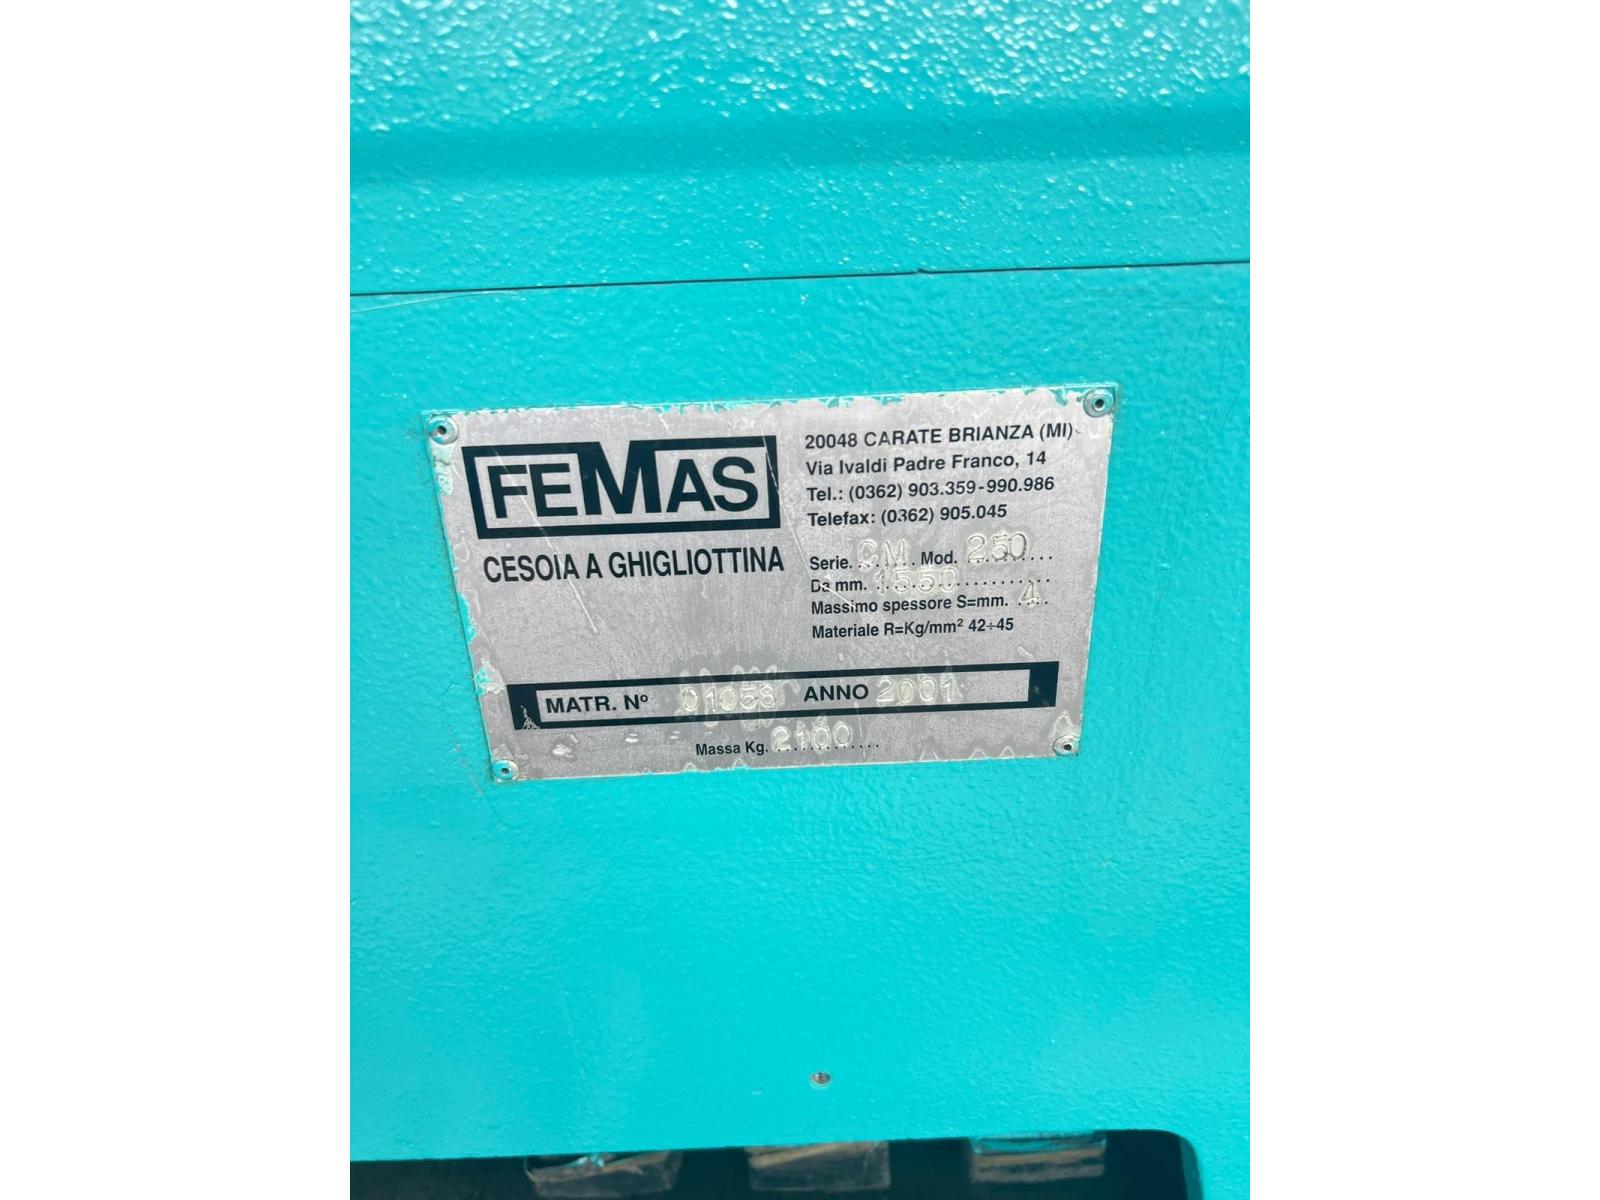 FEMAS
CESOIA A GHIGLIOTTINA
20048 CARATE BRIANZA (MI)
Via Ivaldi Padre Franco, 14
Tel.: (0362) 903.359-990.986
Telefax: (0362) 905.045
Serie. CM Mod. 250
Da mm. 1550
Massimo spessore S=mm. 4
Materiale R=Kg/mm² 42÷45
MATR. Nº 01058 ANNO 2001
Massa Kg. 2100